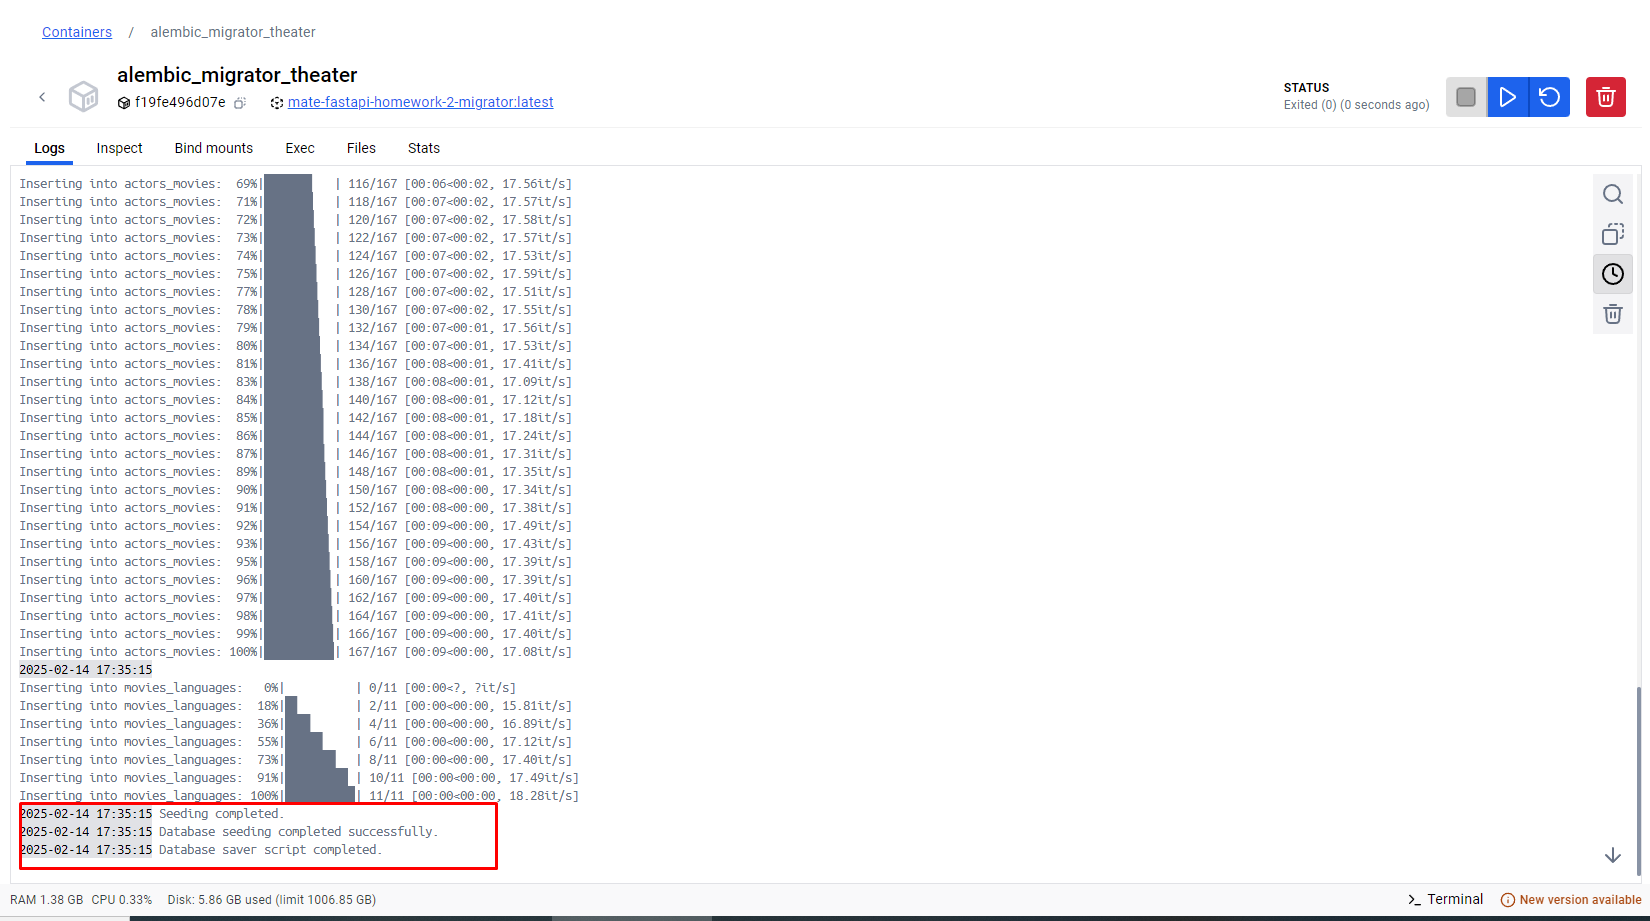 Containers / alembic_migrator_theater
alembic_migrator_theater
f19fe496d07e mate-fastapi-homework-2-migrator:latest
STATUS
Exited (0) (0 seconds ago)
Logs Inspect Bind mounts Exec Files Stats
Inserting into actors_movies: 69%| | 116/167 [00:06<00:02, 17.56it/s]
Inserting into actors_movies: 71%| | 118/167 [00:07<00:02, 17.57it/s]
Inserting into actors_movies: 72%| | 120/167 [00:07<00:02, 17.58it/s]
Inserting into actors_movies: 73%| | 122/167 [00:07<00:02, 17.57it/s]
Inserting into actors_movies: 74%| | 124/167 [00:07<00:02, 17.53it/s]
Inserting into actors_movies: 75%| | 126/167 [00:07<00:02, 17.59it/s]
Inserting into actors_movies: 77%| | 128/167 [00:07<00:02, 17.51it/s]
Inserting into actors_movies: 78%| | 130/167 [00:07<00:02, 17.55it/s]
Inserting into actors_movies: 79%| | 132/167 [00:07<00:01, 17.56it/s]
Inserting into actors_movies: 80%| | 134/167 [00:07<00:01, 17.53it/s]
Inserting into actors_movies: 81%| | 136/167 [00:08<00:01, 17.41it/s]
Inserting into actors_movies: 83%| | 138/167 [00:08<00:01, 17.09it/s]
Inserting into actors_movies: 84%| | 140/167 [00:08<00:01, 17.12it/s]
Inserting into actors_movies: 85%| | 142/167 [00:08<00:01, 17.18it/s]
Inserting into actors_movies: 86%| | 144/167 [00:08<00:01, 17.24it/s]
Inserting into actors_movies: 87%| | 146/167 [00:08<00:01, 17.31it/s]
Inserting into actors_movies: 89%| | 148/167 [00:08<00:01, 17.35it/s]
Inserting into actors_movies: 90%| | 150/167 [00:08<00:00, 17.34it/s]
Inserting into actors_movies: 91%| | 152/167 [00:08<00:00, 17.38it/s]
Inserting into actors_movies: 92%| | 154/167 [00:09<00:00, 17.49it/s]
Inserting into actors_movies: 93%| | 156/167 [00:09<00:00, 17.43it/s]
Inserting into actors_movies: 95%| | 158/167 [00:09<00:00, 17.39it/s]
Inserting into actors_movies: 96%| | 160/167 [00:09<00:00, 17.39it/s]
Inserting into actors_movies: 97%| | 162/167 [00:09<00:00, 17.40it/s]
Inserting into actors_movies: 98%| | 164/167 [00:09<00:00, 17.41it/s]
Inserting into actors_movies: 99%| | 166/167 [00:09<00:00, 17.40it/s]
Inserting into actors_movies: 100%| | 167/167 [00:09<00:00, 17.08it/s]
2025-02-14 17:35:15
Inserting into movies_languages: 0%| | 0/11 [00:00<?, ?it/s]
Inserting into movies_languages: 18%| | 2/11 [00:00<00:00, 15.81it/s]
Inserting into movies_languages: 36%| | 4/11 [00:00<00:00, 16.89it/s]
Inserting into movies_languages: 55%| | 6/11 [00:00<00:00, 17.12it/s]
Inserting into movies_languages: 73%| | 8/11 [00:00<00:00, 17.40it/s]
Inserting into movies_languages: 91%| | 10/11 [00:00<00:00, 17.49it/s]
Inserting into movies_languages: 100%| | 11/11 [00:00<00:00, 18.28it/s]
2025-02-14 17:35:15 Seeding completed.
2025-02-14 17:35:15 Database seeding completed successfully.
2025-02-14 17:35:15 Database saver script completed.
RAM 1.38 GB CPU 0.33% Disk: 5.86 GB used (limit 1006.85 GB) Terminal New version available